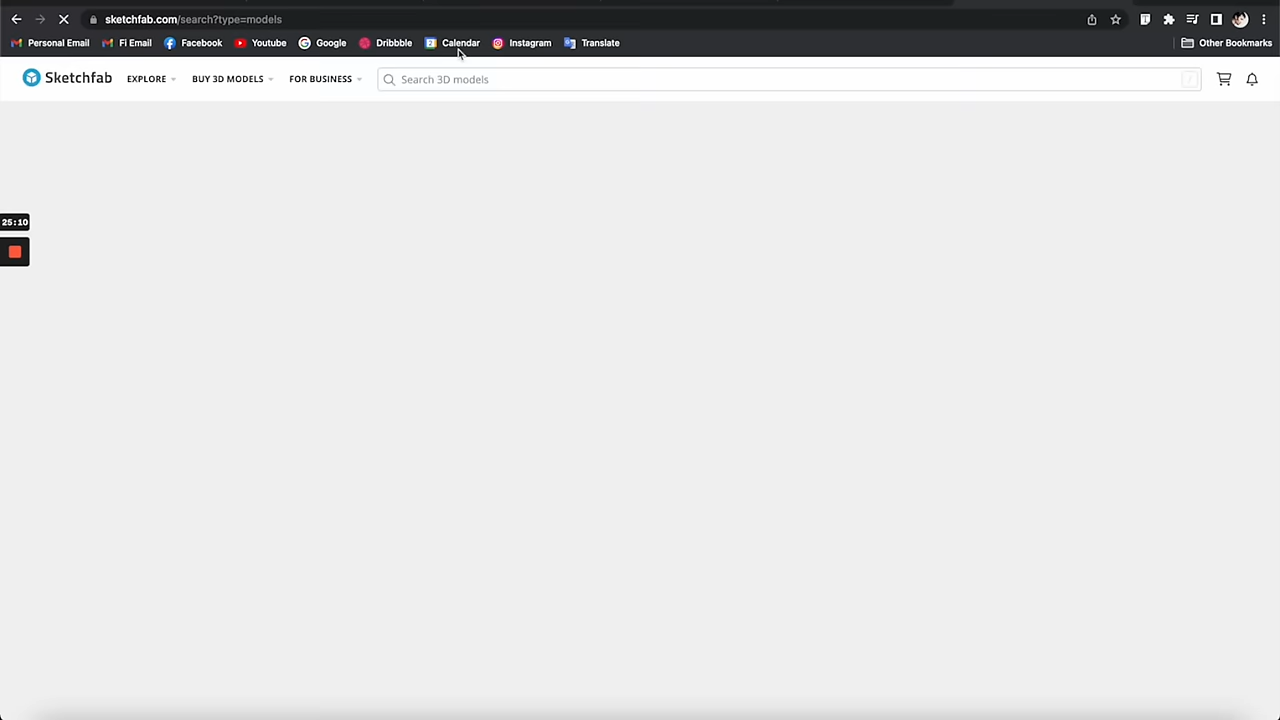 sketchfab.com/search?type=models
Personal Email Fi Email Facebook Youtube Google Dribbble Calendar Instagram Translate Other Bookmarks
Sketchfab EXPLORE BUY 3D MODELS FOR BUSINESS Search 3D models /
25:10